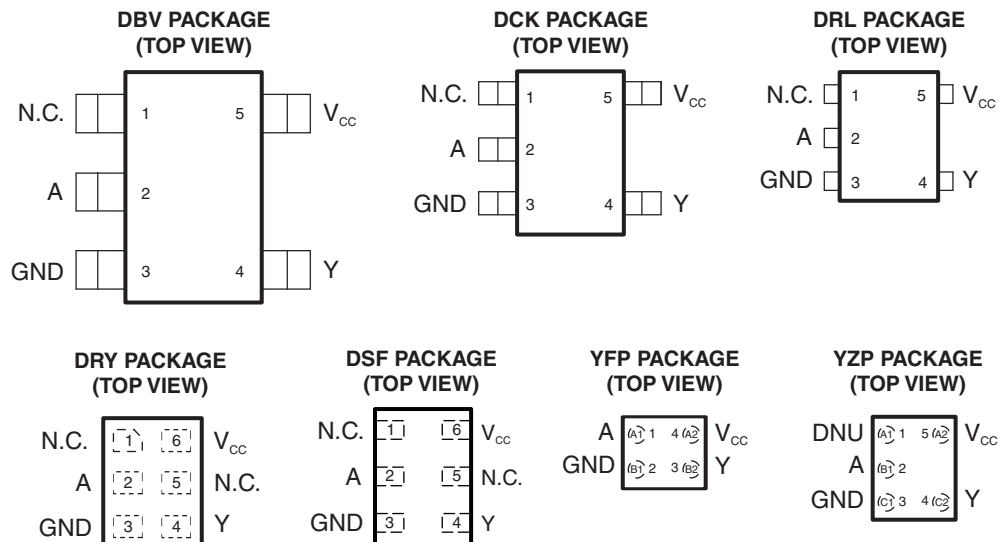 DBV PACKAGE
(TOP VIEW)
N.C. 1 5 VCC
A 2
GND 3 4 Y
DCK PACKAGE
(TOP VIEW)
N.C. 1 5 VCC
A 2
GND 3 4 Y
DRL PACKAGE
(TOP VIEW)
N.C. 1 5 VCC
A 2
GND 3 4 Y
DRY PACKAGE
(TOP VIEW)
N.C. 1 6 VCC
A 2 5 N.C.
GND 3 4 Y
DSF PACKAGE
(TOP VIEW)
N.C. 1 6 VCC
A 2 5 N.C.
GND 3 4 Y
YFP PACKAGE
(TOP VIEW)
A A1 1 4 A2 VCC
GND B1 2 3 B2 Y
YZP PACKAGE
(TOP VIEW)
DNU A1 1 5 A2 VCC
A B1 2
GND C1 3 4 C2 Y